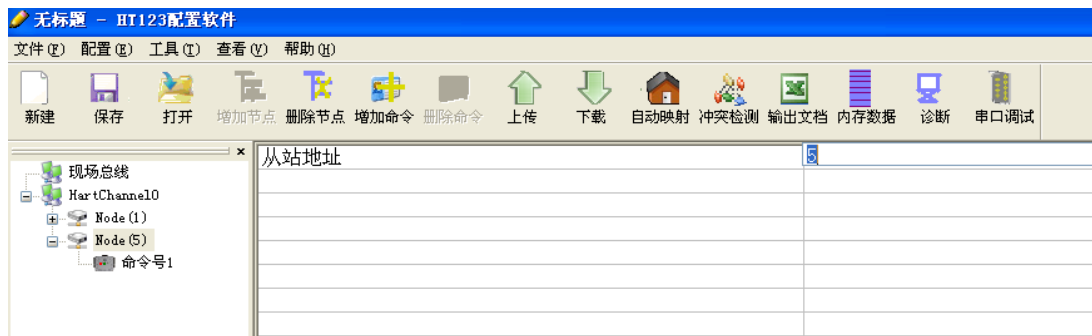 无标题 - HT123配置软件
文件(F) 配置(E) 工具(T) 查看(V) 帮助(H)
新建 保存 打开 增加节点 删除节点 增加命令 删除命令 上传 下载 自动映射 冲突检测 输出文档 内存数据 诊断 串口调试
从站地址 5
现场总线
HartChannel0
Node(1)
Node(5)
命令号1